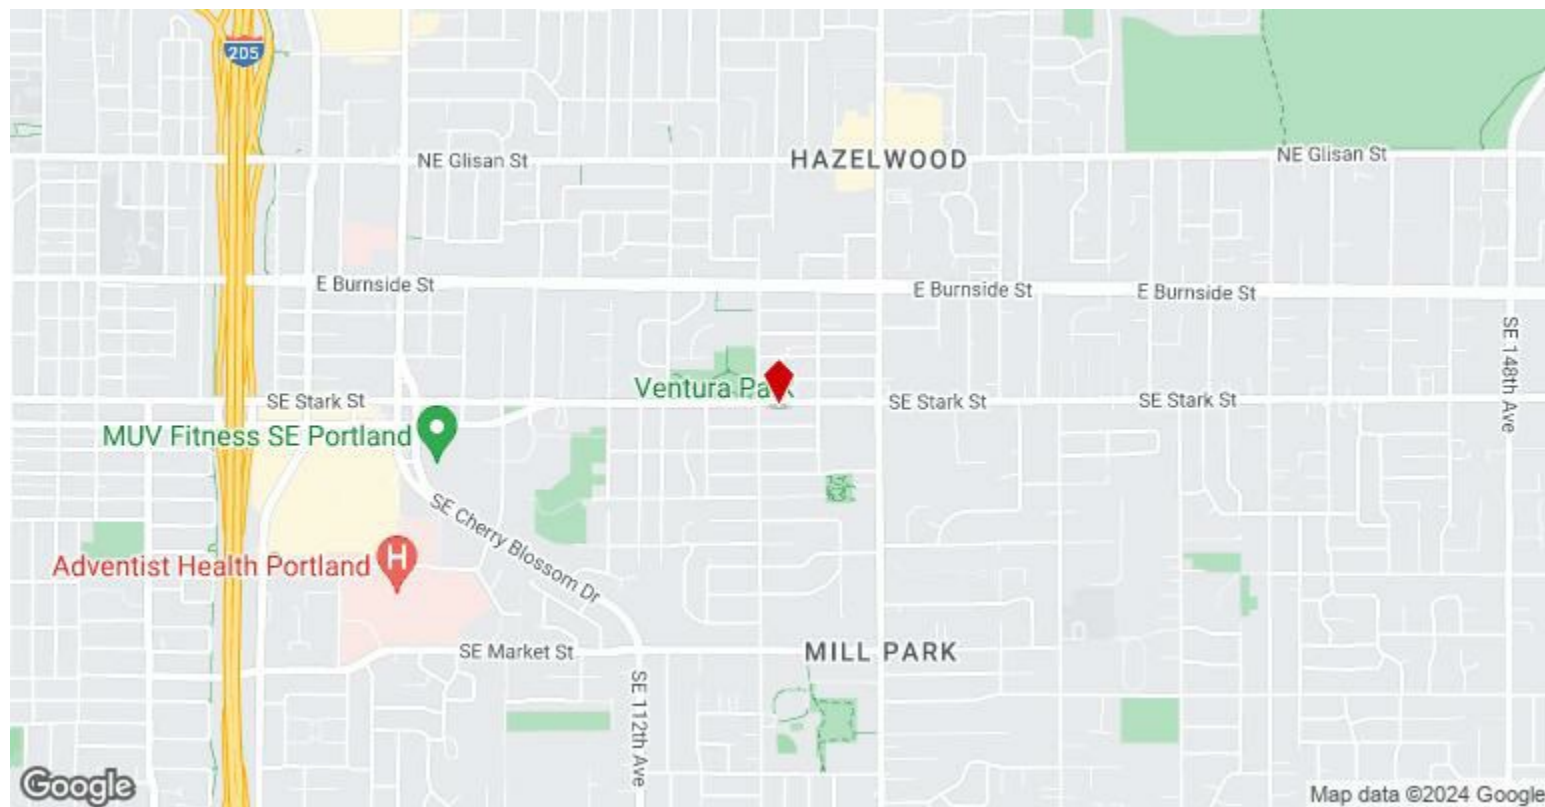 205
NE Glisan St
HAZELWOOD
NE Glisan St
E Burnside St
E Burnside St
E Burnside St
SE 148th Ave
Ventura Park
SE Stark St
SE Stark St
SE Stark St
MUV Fitness SE Portland
SE Cherry Blossom Dr
Adventist Health Portland
H
SE Market St
MILL PARK
SE 112th Ave
Google
Map data ©2024 Google